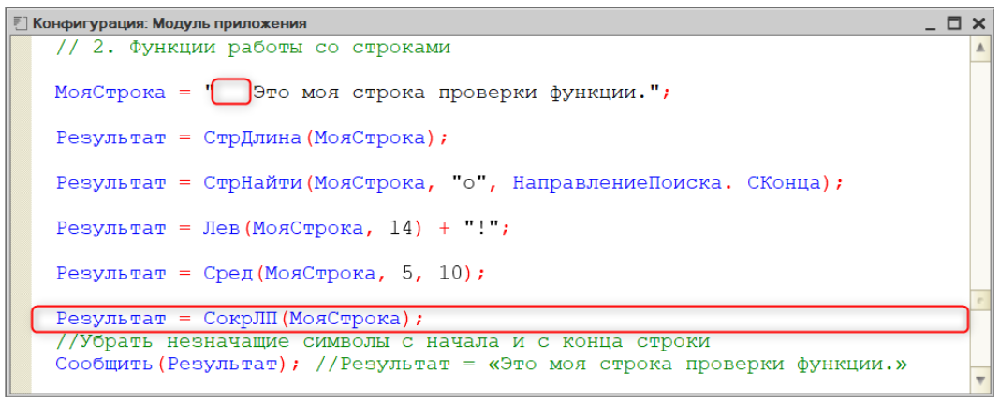 Конфигурация: Модуль приложения
// 2. Функции работы со строками
МояСтрока = "   Это моя строка проверки функции.";
Результат = СтрДлина(МояСтрока);
Результат = СтрНайти(МояСтрока, "о", НаправлениеПоиска. СКонца);
Результат = Лев(МояСтрока, 14) + "!";
Результат = Сред(МояСтрока, 5, 10);
Результат = СокрЛП(МояСтрока);
//Убрать незначащие символы с начала и с конца строки
Сообщить(Результат); //Результат = «Это моя строка проверки функции.»